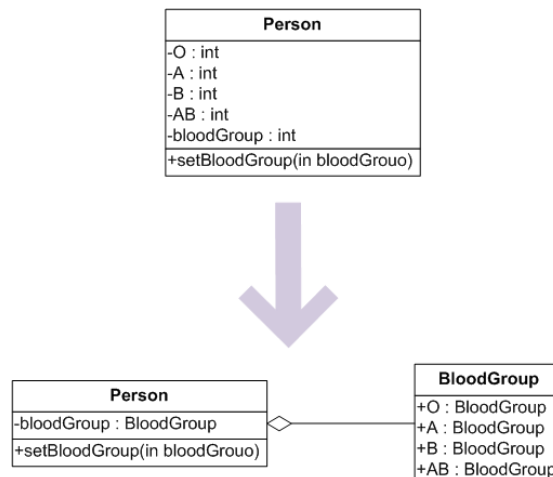 Person
-O : int
-A : int
-B : int
-AB : int
-bloodGroup : int
+setBloodGroup(in bloodGrouo)
Person
-bloodGroup : BloodGroup
+setBloodGroup(in bloodGrouo)
BloodGroup
+O : BloodGroup
+A : BloodGroup
+B : BloodGroup
+AB : BloodGroup